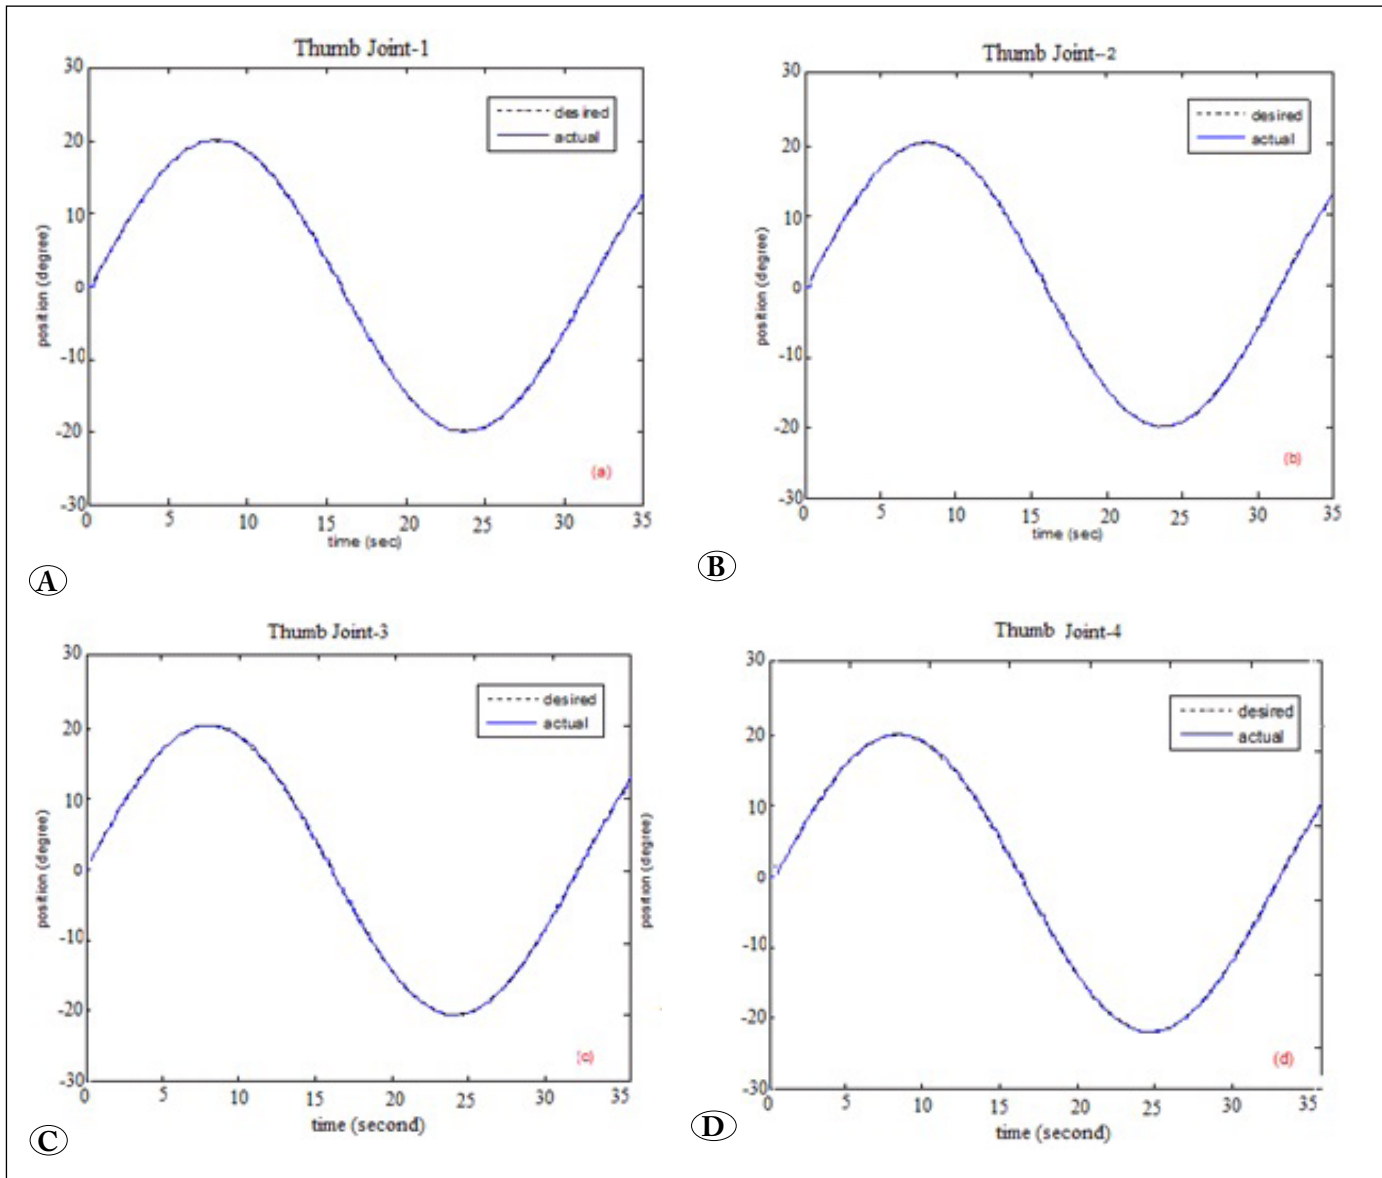 Thumb Joint-1
30
20
10
0
-10
-20
-30
position (degree)
desired
actual
(a)
0 5 10 15 20 25 30 35
time (sec)
A
Thumb Joint--2
30
20
10
0
-10
-20
-30
position (degree)
desired
actual
(b)
0 5 10 15 20 25 30 35
time (sec)
B
Thumb Joint-3
30
20
10
0
-10
-20
-30
position (degree)
desired
actual
(c)
0 5 10 15 20 25 30 35
time (second)
C
Thumb Joint-4
30
20
10
0
-10
-20
-30
position (degree)
desired
actual
(d)
0 5 10 15 20 25 30 35
time (second)
D